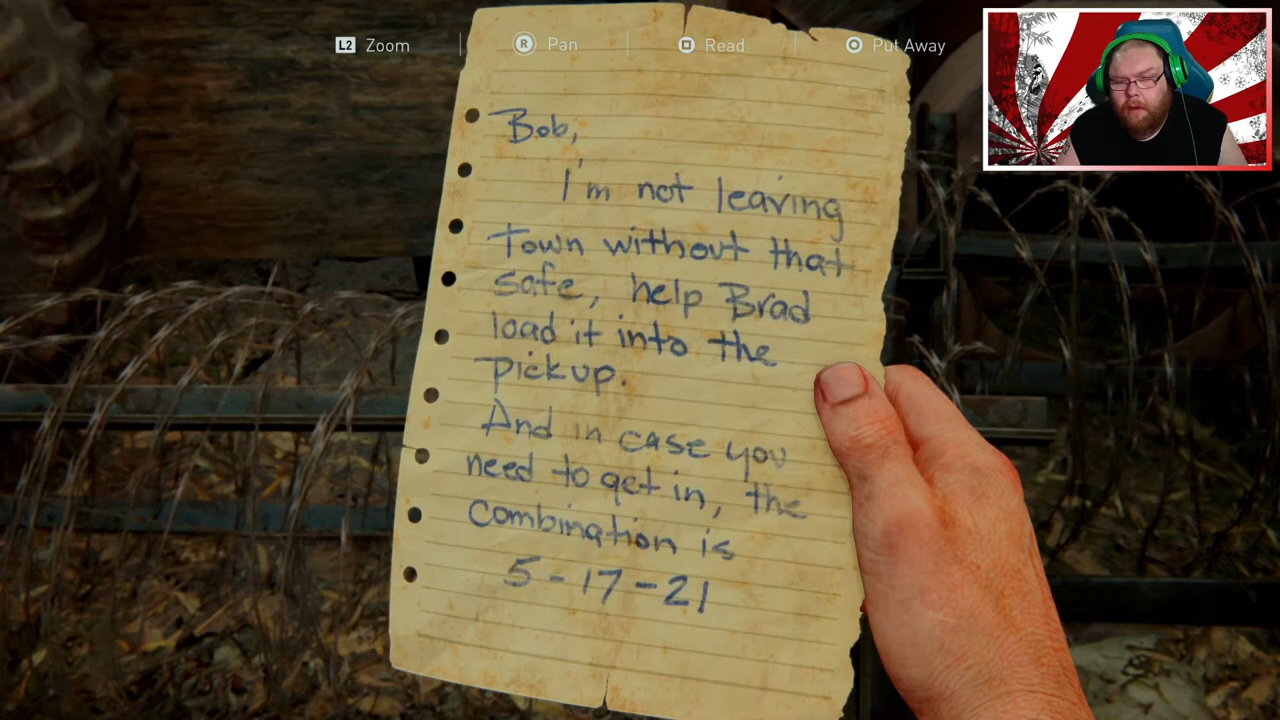 L2 Zoom R Pan Read Put Away
Bob,
I'm not leaving
Town without that
safe, help Brad
load it into the
pickup.
And in case you
need to get in, the
combination is
5-17-21